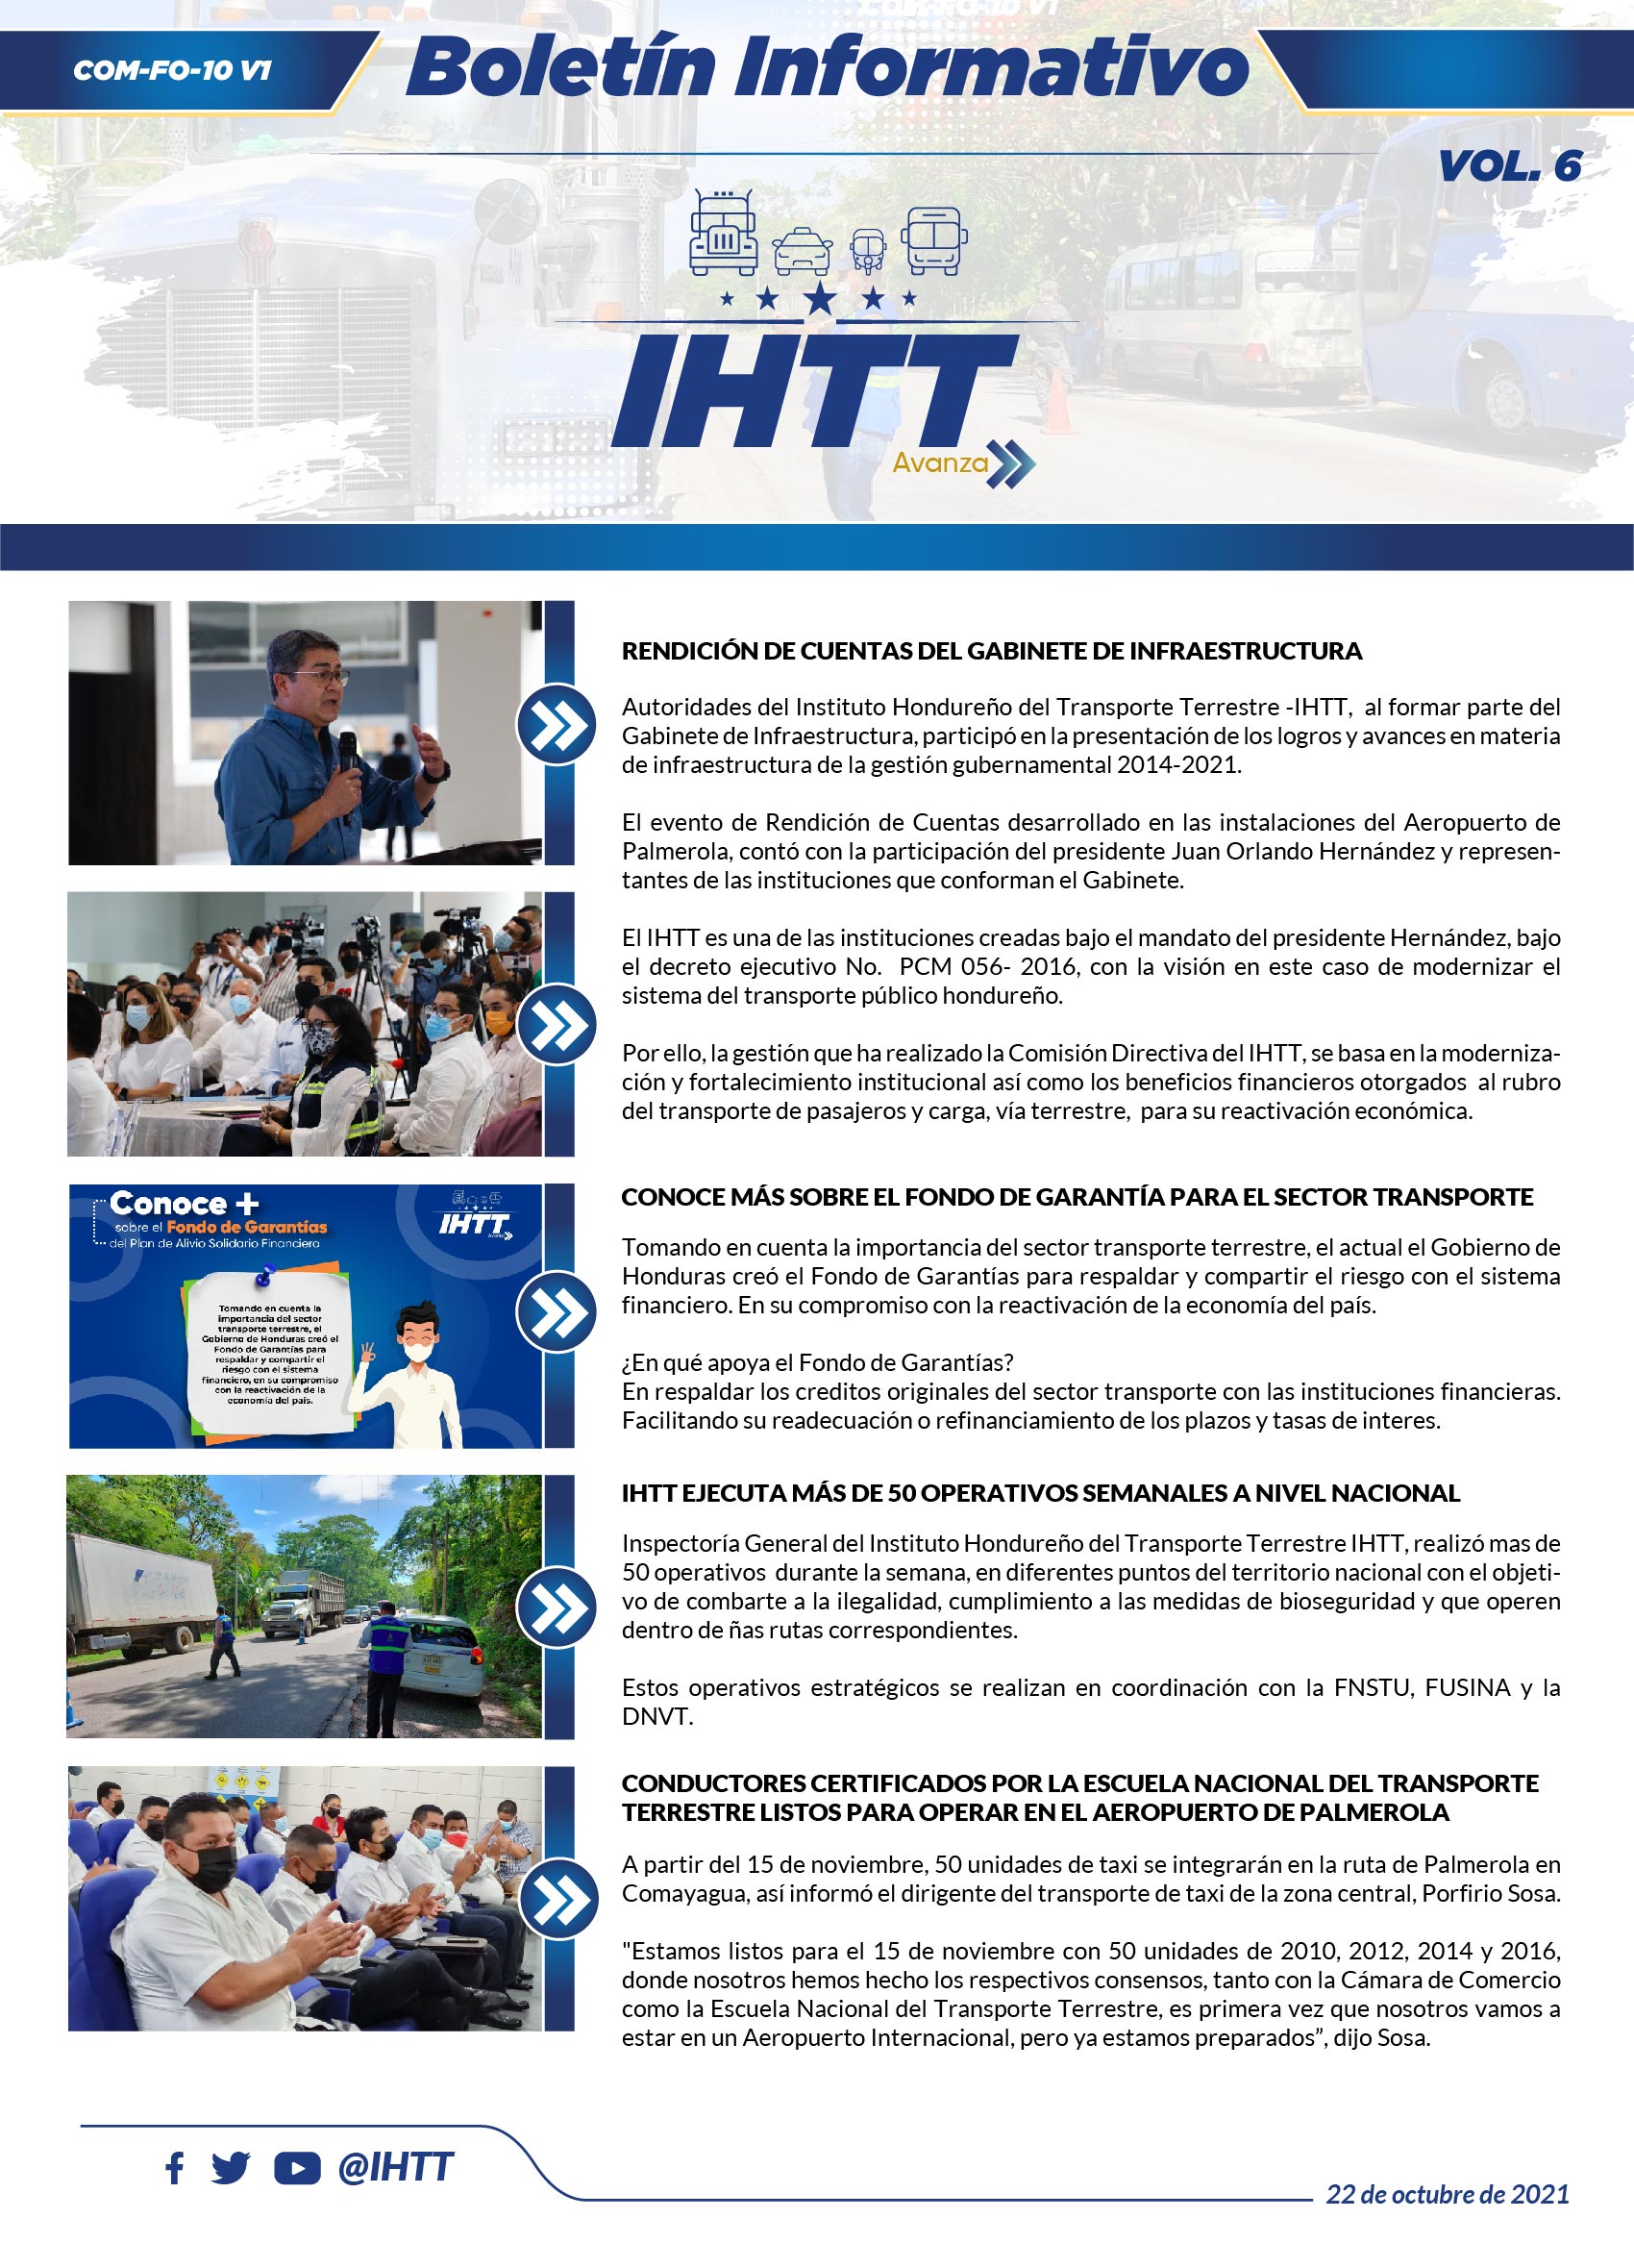 COM-FO-10 V1
COM-FO-10 V1
Boletín Informativo
VOL. 6
IHTT
Avanza
RENDICIÓN DE CUENTAS DEL GABINETE DE INFRAESTRUCTURA
Autoridades del Instituto Hondureño del Transporte Terrestre -IHTT, al formar parte del
Gabinete de Infraestructura, participó en la presentación de los logros y avances en materia
de infraestructura de la gestión gubernamental 2014-2021.
El evento de Rendición de Cuentas desarrollado en las instalaciones del Aeropuerto de
Palmerola, contó con la participación del presidente Juan Orlando Hernández y represen-
tantes de las instituciones que conforman el Gabinete.
El IHTT es una de las instituciones creadas bajo el mandato del presidente Hernández, bajo
el decreto ejecutivo No. PCM 056- 2016, con la visión en este caso de modernizar el
sistema del transporte público hondureño.
Por ello, la gestión que ha realizado la Comisión Directiva del IHTT, se basa en la moderniza-
ción y fortalecimiento institucional así como los beneficios financieros otorgados al rubro
del transporte de pasajeros y carga, vía terrestre, para su reactivación económica.
Conoce +
sobre el Fondo de Garantías
del Plan de Alivio Solidario Financiero
IHTT
Avanza
Tomando en cuenta la
importancia del sector
transporte terrestre, el
Gobierno de Honduras creó el
Fondo de Garantías para
respaldar y compartir el
riesgo con el sistema
financiero, en su compromiso
con la reactivación de la
economía del país.
CONOCE MÁS SOBRE EL FONDO DE GARANTÍA PARA EL SECTOR TRANSPORTE
Tomando en cuenta la importancia del sector transporte terrestre, el actual el Gobierno de
Honduras creó el Fondo de Garantías para respaldar y compartir el riesgo con el sistema
financiero. En su compromiso con la reactivación de la economía del país.
¿En qué apoya el Fondo de Garantías?
En respaldar los creditos originales del sector transporte con las instituciones financieras.
Facilitando su readecuación o refinanciamiento de los plazos y tasas de interes.
IHTT EJECUTA MÁS DE 50 OPERATIVOS SEMANALES A NIVEL NACIONAL
Inspectoría General del Instituto Hondureño del Transporte Terrestre IHTT, realizó mas de
50 operativos durante la semana, en diferentes puntos del territorio nacional con el objeti-
vo de combarte a la ilegalidad, cumplimiento a las medidas de bioseguridad y que operen
dentro de ñas rutas correspondientes.
Estos operativos estratégicos se realizan en coordinación con la FNSTU, FUSINA y la
DNVT.
CONDUCTORES CERTIFICADOS POR LA ESCUELA NACIONAL DEL TRANSPORTE
TERRESTRE LISTOS PARA OPERAR EN EL AEROPUERTO DE PALMEROLA
A partir del 15 de noviembre, 50 unidades de taxi se integrarán en la ruta de Palmerola en
Comayagua, así informó el dirigente del transporte de taxi de la zona central, Porfirio Sosa.
"Estamos listos para el 15 de noviembre con 50 unidades de 2010, 2012, 2014 y 2016,
donde nosotros hemos hecho los respectivos consensos, tanto con la Cámara de Comercio
como la Escuela Nacional del Transporte Terrestre, es primera vez que nosotros vamos a
estar en un Aeropuerto Internacional, pero ya estamos preparados”, dijo Sosa.
@IHTT
22 de octubre de 2021